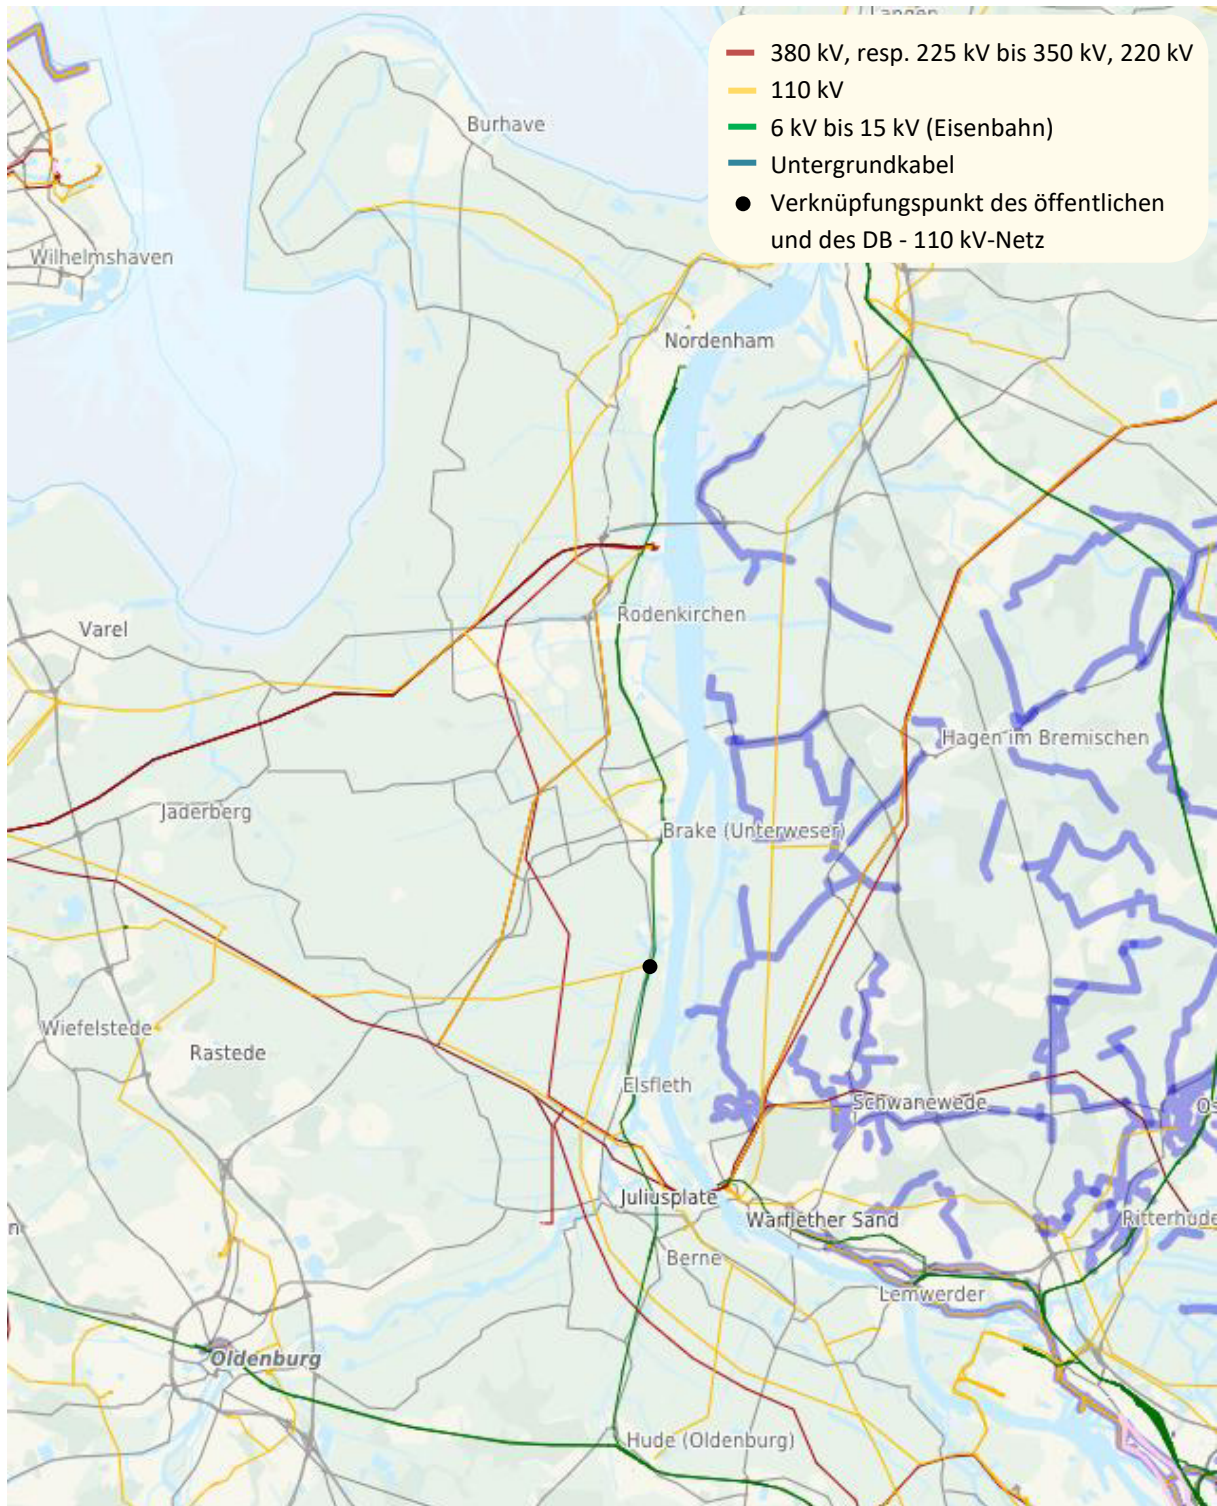 Langen
380 kV, resp. 225 kV bis 350 kV, 220 kV
110 kV
6 kV bis 15 kV (Eisenbahn)
Untergrundkabel
Verknüpfungspunkt des öffentlichen
und des DB - 110 kV-Netz
Burhave
Wilhelmshaven
Nordenham
Rodenkirchen
Varel
Hagen im Bremischen
Jaderberg
Brake (Unterweser)
Wiefelstede
Rastede
Elsfleth
Schwanewede
Os
Juliusplate
Warflether Sand
Ritterhude
n
Berne
Lemwerder
Oldenburg
Hude (Oldenburg)